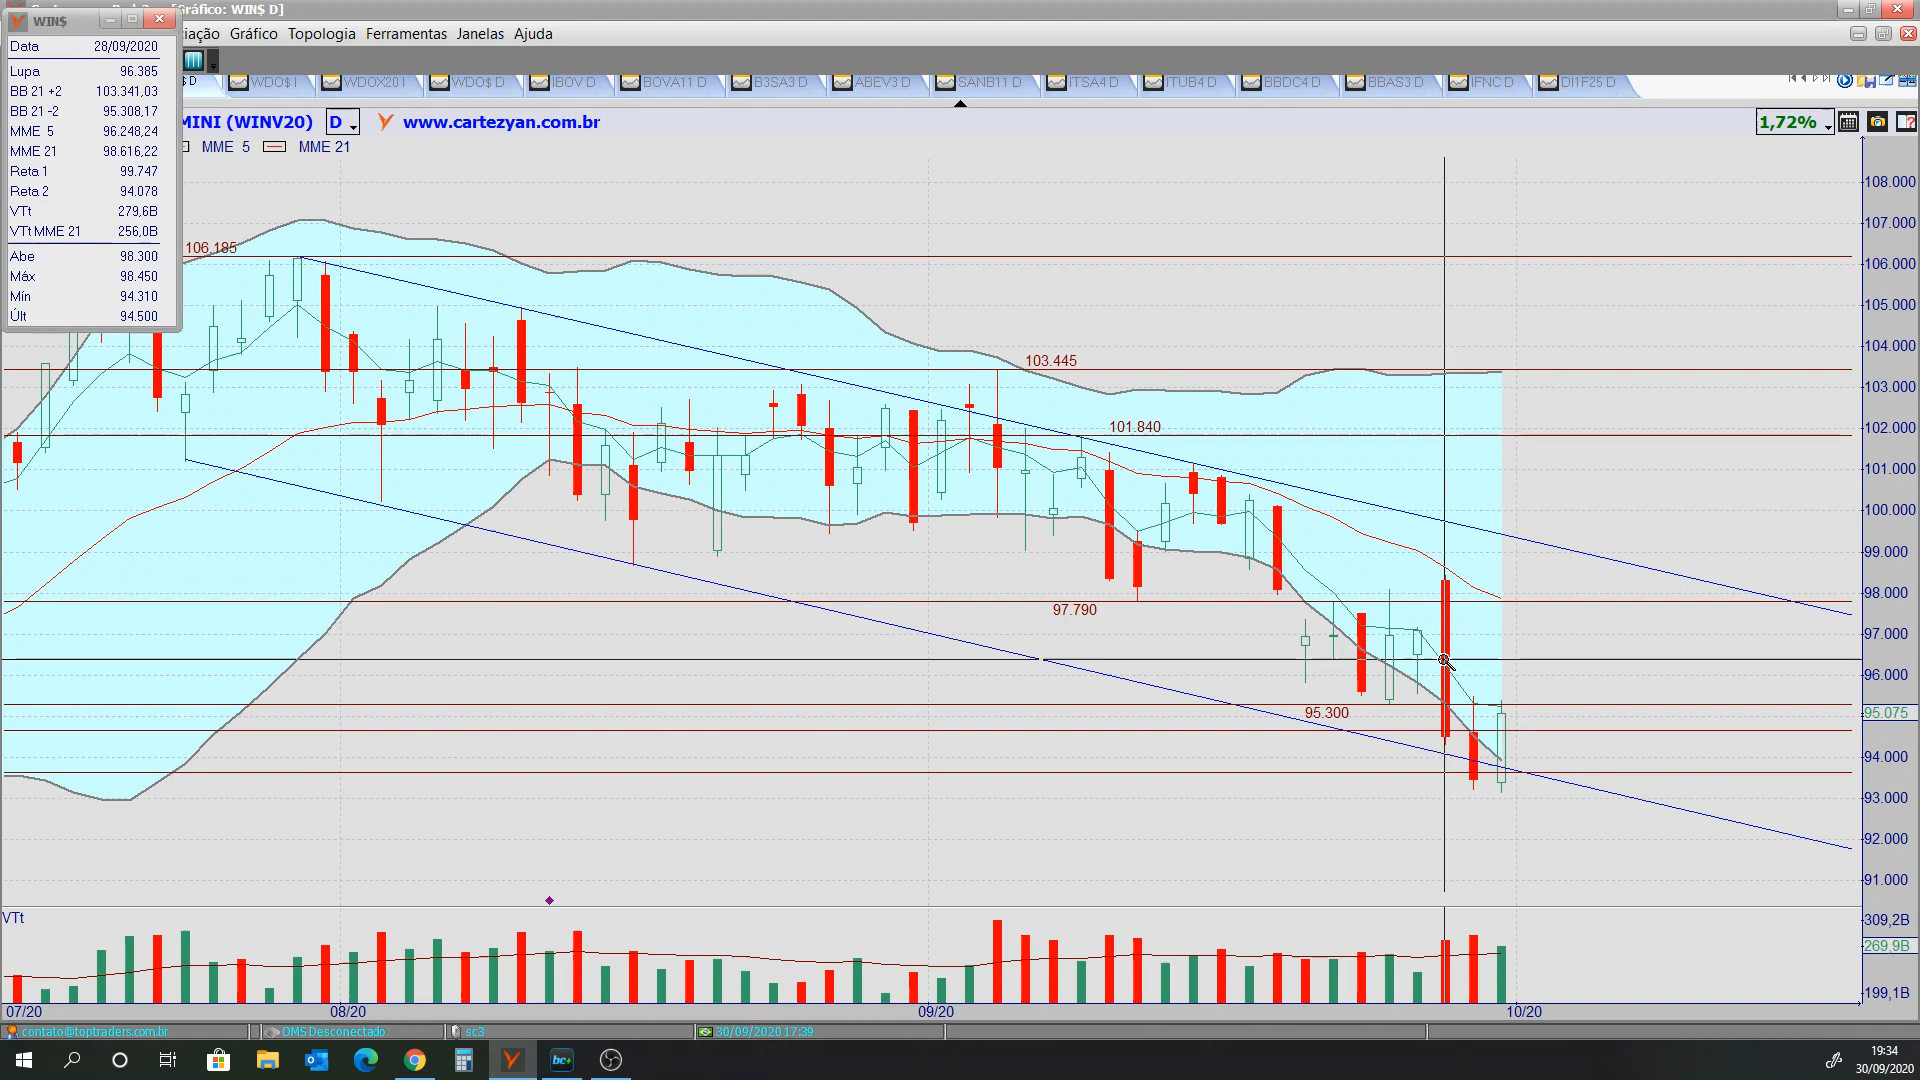 [Gráfico: WIN$ D]
WIN$
iação Gráfico Topologia Ferramentas Janelas Ajuda
Data 28/09/2020
Lupa 96.385
BB 21 +2 103.341,03
BB 21 -2 95.308,17
MME 5 96.248,24
MME 21 98.616,22
Reta 1 99.747
Reta 2 94.078
VTt 279,6B
VTt MME 21 256,0B
Abe 98.300
Máx 98.450
Mín 94.310
Últ 94.500
$ D WDO$ I WDOX20 I WDO$ D IBOV D BOVA11 D B3SA3 D ABEV3 D SANB11 D ITSA4 D ITUB4 D BBDC4 D BBAS3 D IFNC D DI1F25 D
MINI (WINV20) D www.cartezyan.com.br 1,72%
MME 5 MME 21
106.185
103.445
101.840
97.790
95.300
108.000
107.000
106.000
105.000
104.000
103.000
102.000
101.000
100.000
99.000
98.000
97.000
96.000
95.075
94.000
93.000
92.000
91.000
VTt
309,2B
269,9B
199,1B
07/20 08/20 09/20 10/20
contato@toptraders.com.br OMS Desconectado sc3 30/09/2020 17:39
bc+
19:34
30/09/2020